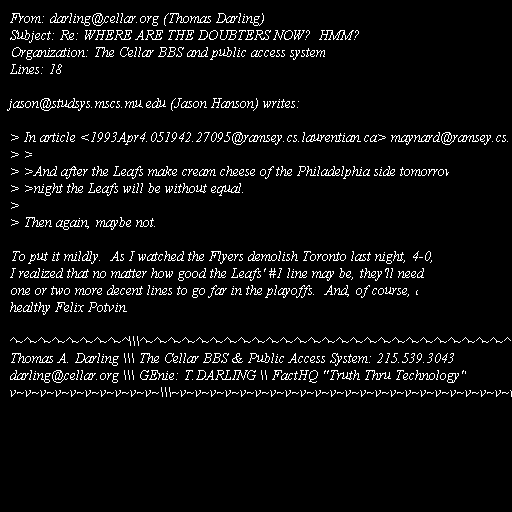 From: darling@cellar.org (Thomas Darling)
Subject: Re: WHERE ARE THE DOUBTERS NOW?  HMM?
Organization: The Cellar BBS and public access system
Lines: 18

jason@studsys.mscs.mu.edu (Jason Hanson) writes:

> In article <1993Apr4.051942.27095@ramsey.cs.laurentian.ca> maynard@ramsey.cs.
> >
> >And after the Leafs make cream cheese of the Philadelphia side tomorrow
> >night the Leafs will be without equal.
>
> Then again, maybe not.

To put it mildly.  As I watched the Flyers demolish Toronto last night, 4-0,
I realized that no matter how good the Leafs' #1 line may be, they'll need
one or two more decent lines to go far in the playoffs.  And, of course,
healthy Felix Potvin.

~^~^~^~^~^~^~^~^~\\\~^~^~^~^~^~^~^~^~^~^~^~^~^~^~^~^~^~^~^~^~^~^~^~^
Thomas A. Darling \\\ The Cellar BBS & Public Access System: 215.539.3043
darling@cellar.org \\\ GEnie: T.DARLING \\ FactHQ "Truth Thru Technology"
v~v~v~v~v~v~v~v~v~\\\~v~v~v~v~v~v~v~v~v~v~v~v~v~v~v~v~v~v~v~v~v~v~v